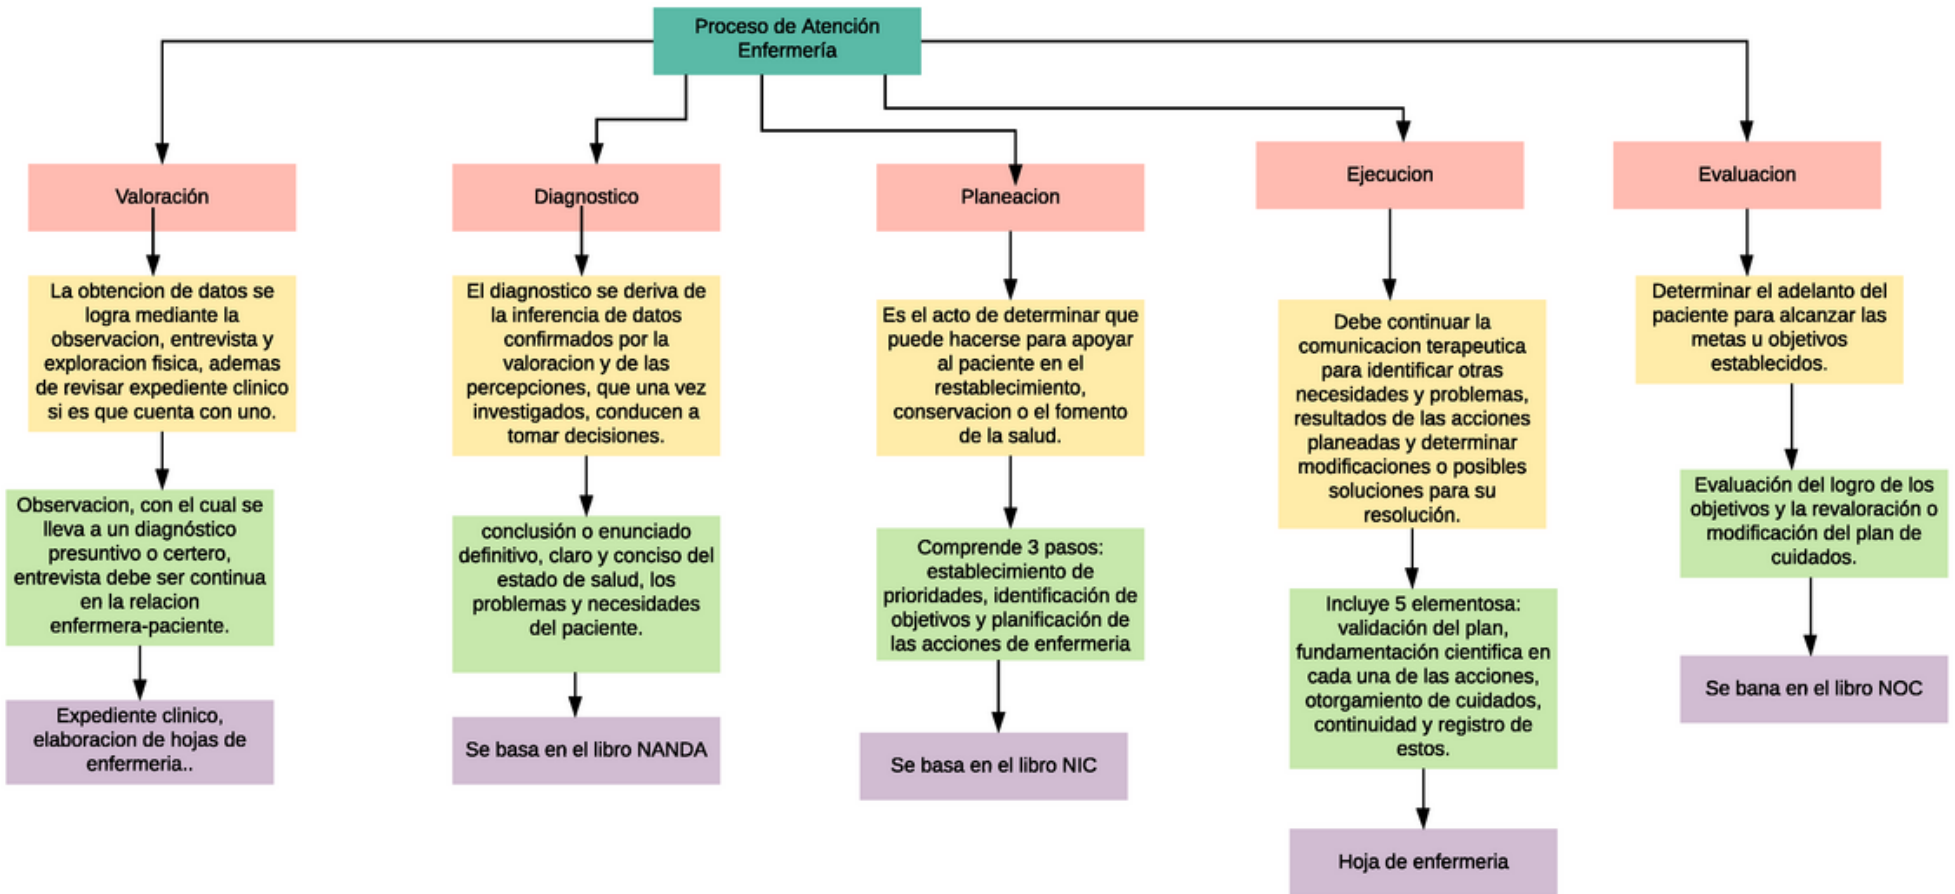 Proceso de Atención
Enfermería
Valoración
La obtencion de datos se
logra mediante la
observacion, entrevista y
exploracion fisica, ademas
de revisar expediente clinico
si es que cuenta con uno.
Observacion, con el cual se
lleva a un diagnóstico
presuntivo o certero,
entrevista debe ser continua
en la relacion
enfermera-paciente.
Expediente clinico,
elaboracion de hojas de
enfermeria..
Diagnostico
El diagnostico se deriva de
la inferencia de datos
confirmados por la
valoracion y de las
percepciones, que una vez
investigados, conducen a
tomar decisiones.
conclusión o enunciado
definitivo, claro y conciso del
estado de salud, los
problemas y necesidades
del paciente.
Se basa en el libro NANDA
Planeacion
Es el acto de determinar que
puede hacerse para apoyar
al paciente en el
restablecimiento,
conservacion o el fomento
de la salud.
Comprende 3 pasos:
establecimiento de
prioridades, identificación de
objetivos y planificación de
las acciones de enfermeria
Se basa en el libro NIC
Ejecucion
Debe continuar la
comunicacion terapeutica
para identificar otras
necesidades y problemas,
resultados de las acciones
planeadas y determinar
modificaciones o posibles
soluciones para su
resolución.
Incluye 5 elementosa:
validación del plan,
fundamentación cientifica en
cada una de las acciones,
otorgamiento de cuidados,
continuidad y registro de
estos.
Hoja de enfermeria
Evaluacion
Determinar el adelanto del
paciente para alcanzar las
metas u objetivos
establecidos.
Evaluación del logro de los
objetivos y la revaloración o
modificación del plan de
cuidados.
Se bana en el libro NOC